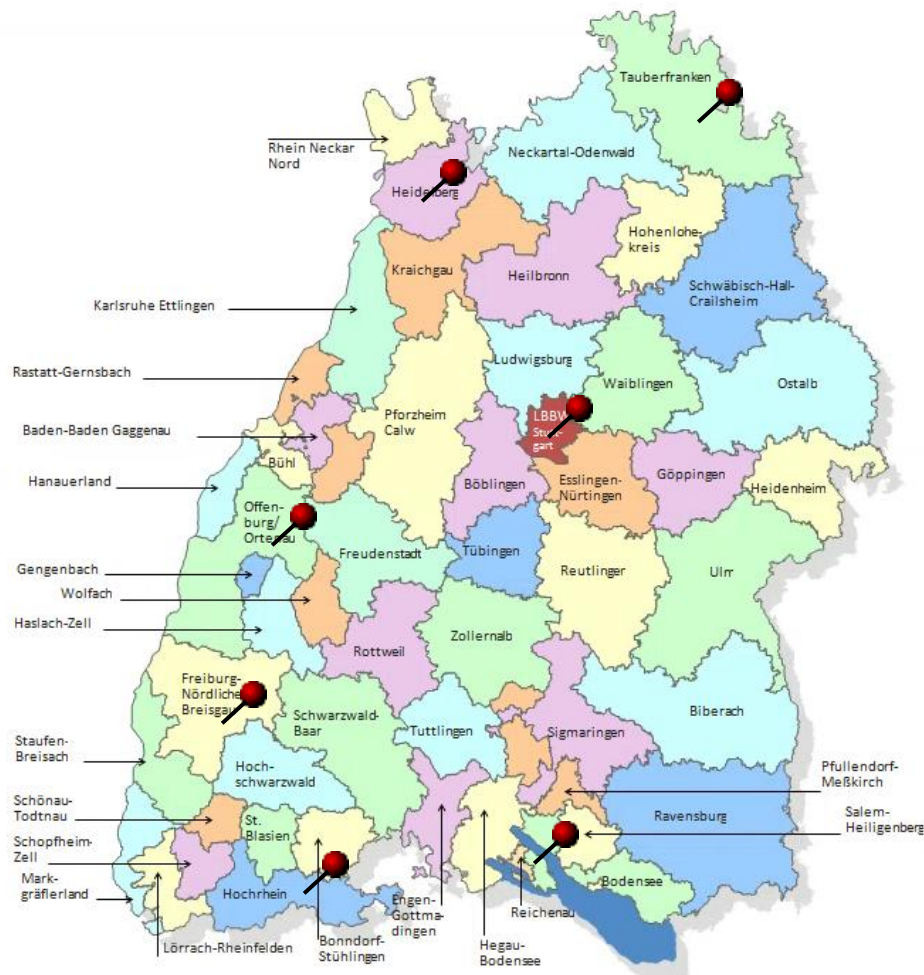 Tauberfranken
Rhein Neckar
Nord
Neckartal-Odenwald
Heidelberg
Hohenlohe-
kreis
Kraichgau
Heilbronn
Schwäbisch-Hall-
Crailsheim
Karlsruhe Ettlingen
Ludwigsburg
Rastatt-Gernsbach
Waiblingen
Ostalb
LBBW
Stutt-
gart
Pforzheim
Calw
Baden-Baden Gaggenau
Bühl
Böblingen
Esslingen-
Nürtingen
Göppingen
Heidenheim
Hanauerland
Offen-
burg/
Ortenau
Freudenstadt
Tübingen
Reutlinger
Ulm
Gengenbach
Wolfach
Haslach-Zell
Zollernalb
Rottweil
Freiburg-
Nördlicher
Breisgau
Schwarzwald-
Baar
Tuttlingen
Sigmaringen
Biberach
Staufen-
Breisach
Hoch-
schwarzwald
Pfullendorf-
Meßkirch
Schönau-
Todtnau
St.
Blasien
Ravensburg
Salem-
Heiligenberg
Schopfheim-
Zell
Mark-
gräflerland
Hochrhein
Bodensee
Reichenau
Engen-
Gottma-
dingen
Lörrach-Rheinfelden
Bonndorf-
Stühlingen
Hegau-
Bodensee